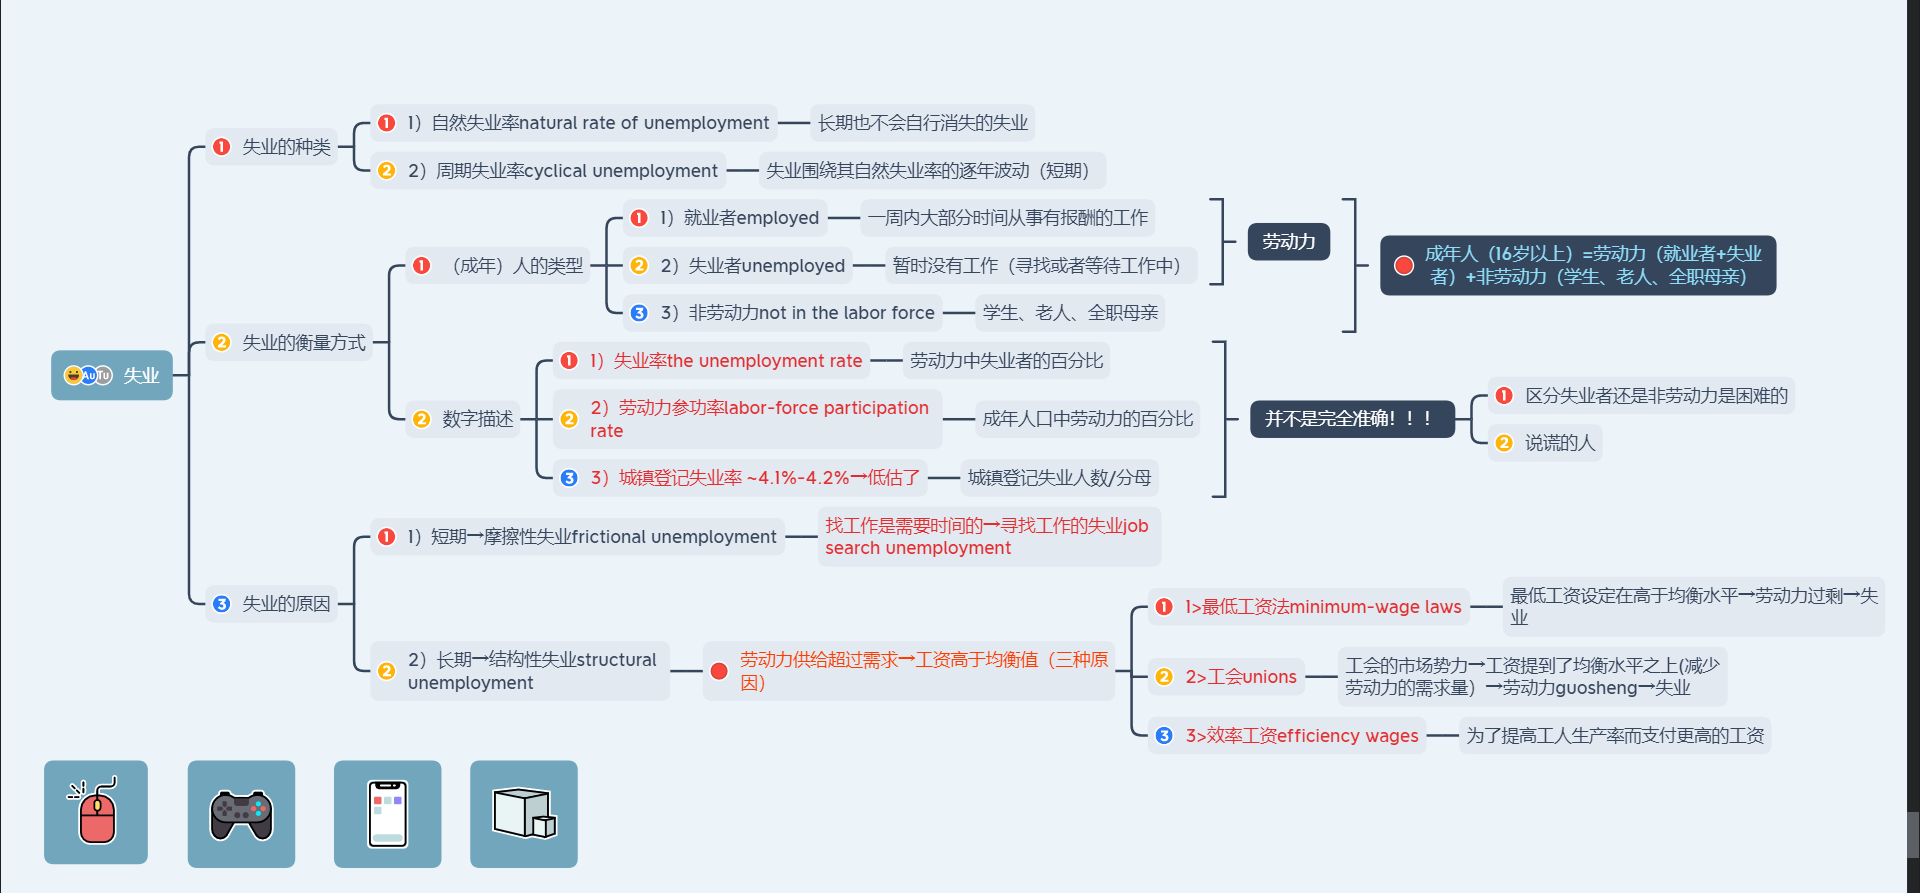 失业
1 失业的种类
1 1）自然失业率natural rate of unemployment
长期也不会自行消失的失业
2 2）周期失业率cyclical unemployment
失业围绕其自然失业率的逐年波动（短期）
2 失业的衡量方式
1 （成年）人的类型
1 1）就业者employed
一周内大部分时间从事有报酬的工作
2 2）失业者unemployed
暂时没有工作（寻找或者等待工作中）
3 3）非劳动力not in the labor force
学生、老人、全职母亲
劳动力
成年人（16岁以上）=劳动力（就业者+失业
者）+非劳动力（学生、老人、全职母亲）
2 数字描述
1 1）失业率the unemployment rate
劳动力中失业者的百分比
2 2）劳动力参功率labor-force participation
rate
成年人口中劳动力的百分比
3 3）城镇登记失业率 ~4.1%-4.2%→低估了
城镇登记失业人数/分母
并不是完全准确！！！
1 区分失业者还是非劳动力是困难的
2 说谎的人
3 失业的原因
1 1）短期→摩擦性失业frictional unemployment
找工作是需要时间的→寻找工作的失业job
search unemployment
2 2）长期→结构性失业structural
unemployment
劳动力供给超过需求→工资高于均衡值（三种原
因）
1 1>最低工资法minimum-wage laws
最低工资设定在高于均衡水平→劳动力过剩→失
业
2 2>工会unions
工会的市场势力→工资提到了均衡水平之上(减少
劳动力的需求量）→劳动力guosheng→失业
3 3>效率工资efficiency wages
为了提高工人生产率而支付更高的工资
Au
Tu